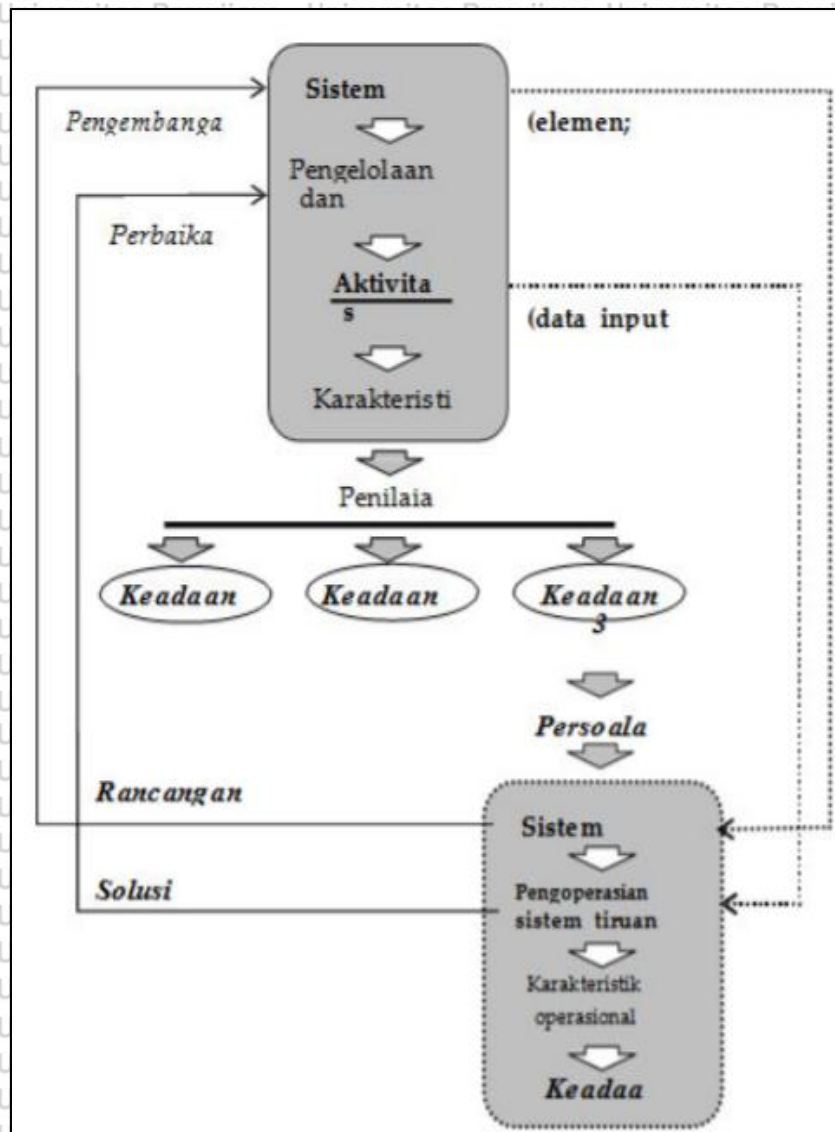 Sistem
Pengembanga
(elemen;
Pengelolaan
dan
Perbaika
Aktivita
s
(data input
Karakteristi
Penilaia
Keadaan
Keadaan
Keadaan
3
Persoala
Rancangan
Sistem
Solusi
Pengoperasian
sistem tiruan
Karakteristik
operasional
Keadaa